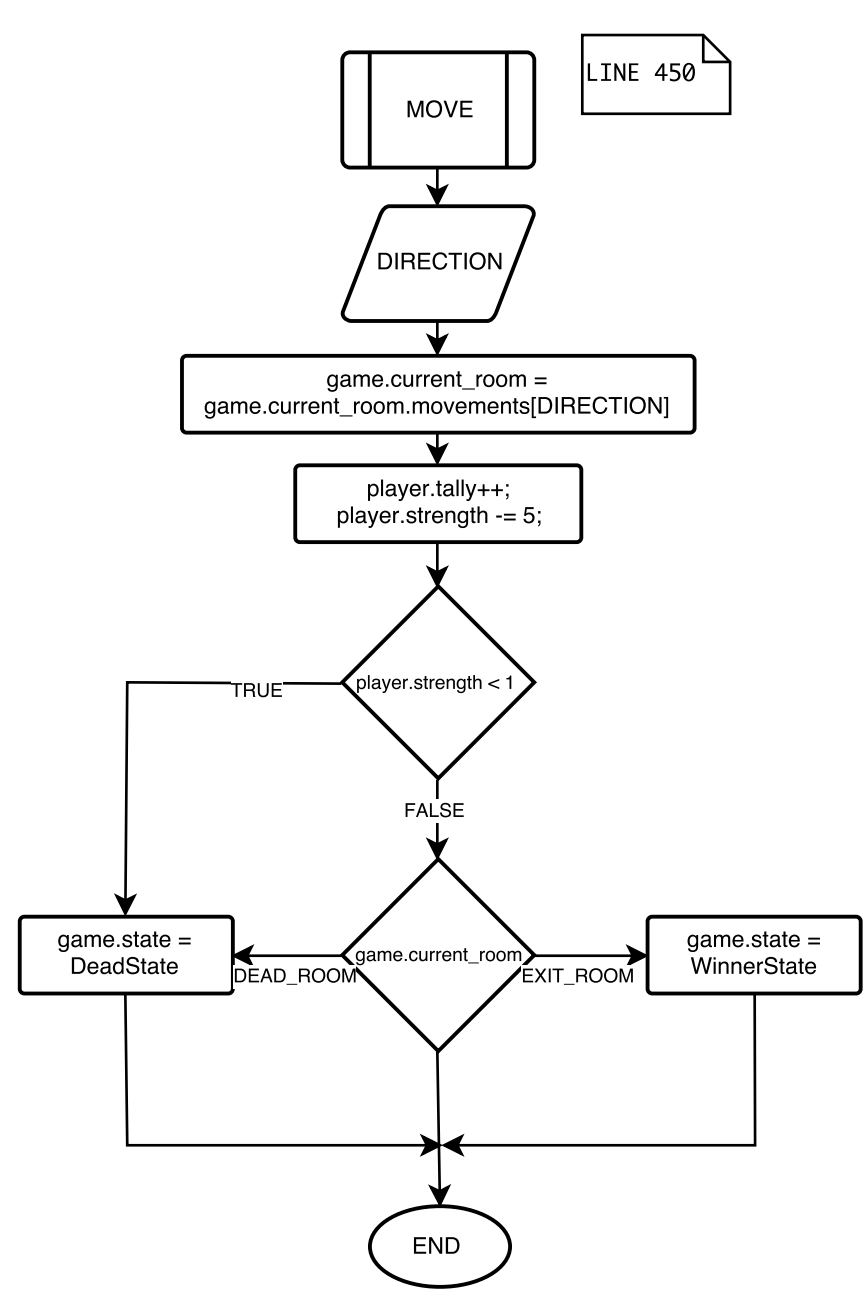 MOVE
LINE 450
DIRECTION
game.current_room =
game.current_room.movements[DIRECTION]
player.tally++;
player.strength -= 5;
player.strength < 1
TRUE
FALSE
game.state =
DeadState
DEAD_ROOM
game.current_room
EXIT_ROOM
game.state =
WinnerState
END